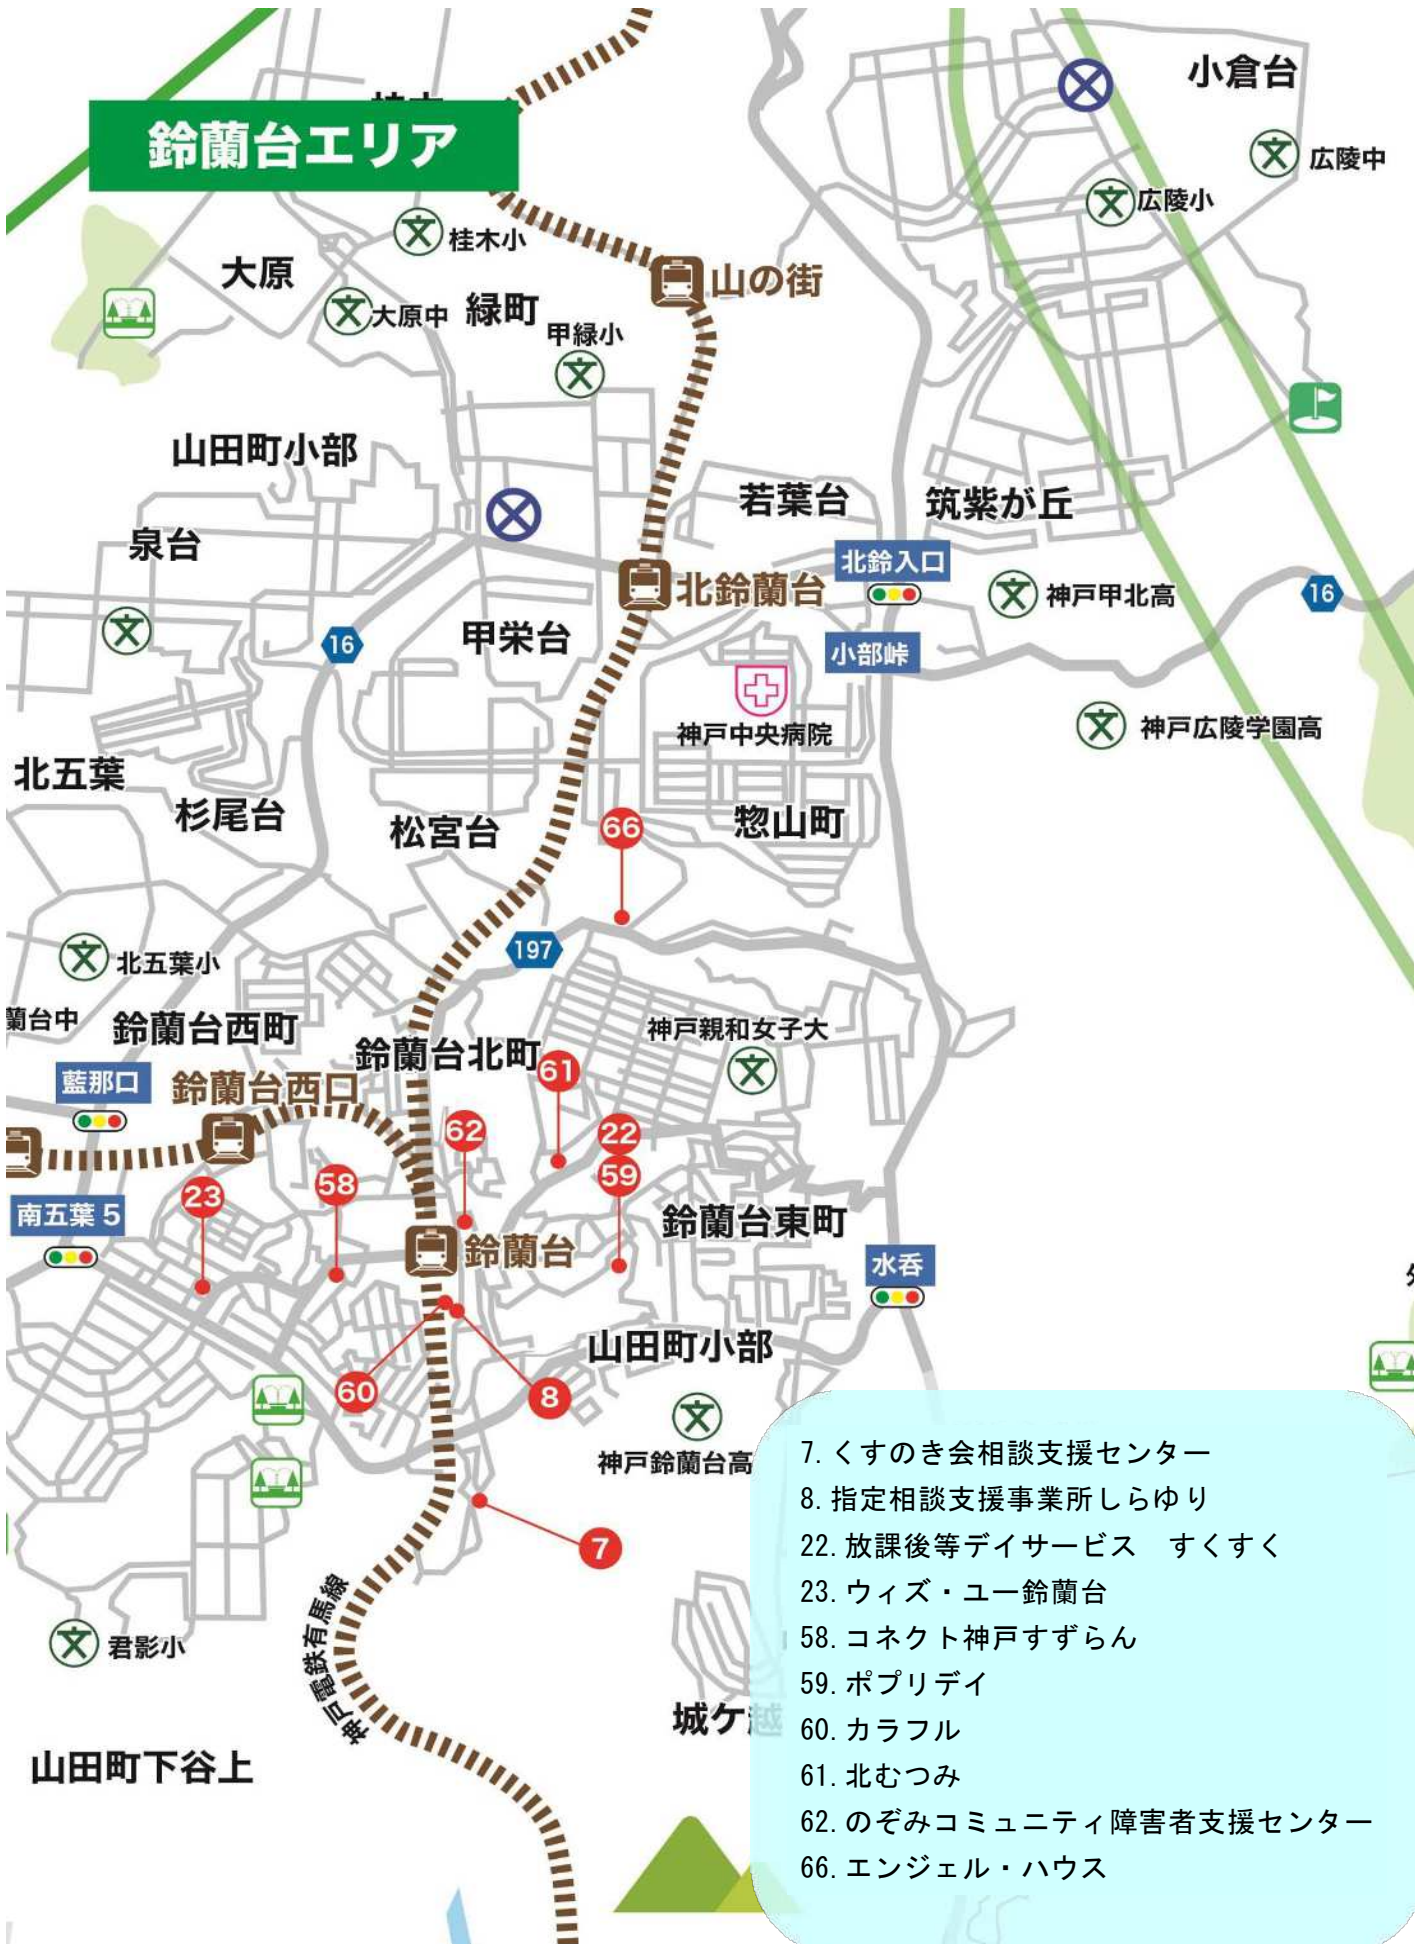 鈴蘭台エリア
小倉台
広陵中
広陵小
桂木小
大原
山の街
大原中
緑町
甲緑小
山田町小部
若葉台
筑紫が丘
泉台
北鈴入口
北鈴蘭台
神戸甲北高
16
16
甲栄台
小部峠
神戸中央病院
神戸広陵学園高
北五葉
杉尾台
松宮台
66
惣山町
197
北五葉小
蘭台中
鈴蘭台西町
鈴蘭台北町
神戸親和女子大
藍那口
鈴蘭台西口
61
62
22
59
58
23
南五葉 5
鈴蘭台東町
鈴蘭台
水呑
山田町小部
60
8
神戸鈴蘭台高
7
神戸電鉄有馬線
君影小
城ケ越
山田町下谷上
7. くすのき会相談支援センター
8. 指定相談支援事業所しらゆり
22. 放課後等デイサービス　すくすく
23. ウィズ・ユー鈴蘭台
58. コネクト神戸すずらん
59. ポプリデイ
60. カラフル
61. 北むつみ
62. のぞみコミュニティ障害者支援センター
66. エンジェル・ハウス